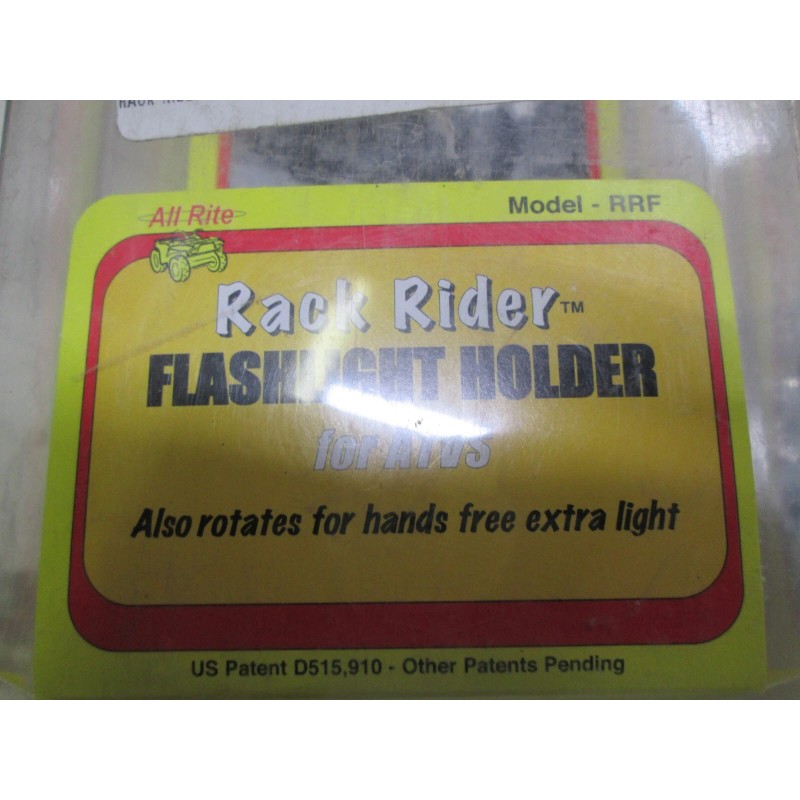 All Rite
Model - RRF
Rack Rider™
FLASHLIGHT HOLDER
for ATVS
Also rotates for hands free extra light
US Patent D515,910 - Other Patents Pending